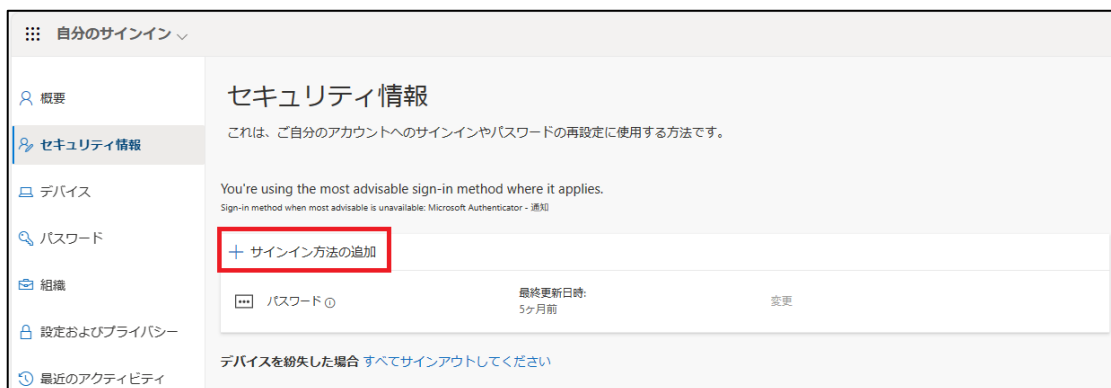 自分のサインイン
概要
セキュリティ情報
デバイス
パスワード
組織
設定およびプライバシー
最近のアクティビティ
セキュリティ情報
これは、ご自分のアカウントへのサインインやパスワードの再設定に使用する方法です。
You're using the most advisable sign-in method where it applies.
Sign-in method when most advisable is unavailable: Microsoft Authenticator - 通知
サインイン方法の追加
パスワード
最終更新日時:
5ヶ月前
変更
デバイスを紛失した場合 すべてサインアウトしてください